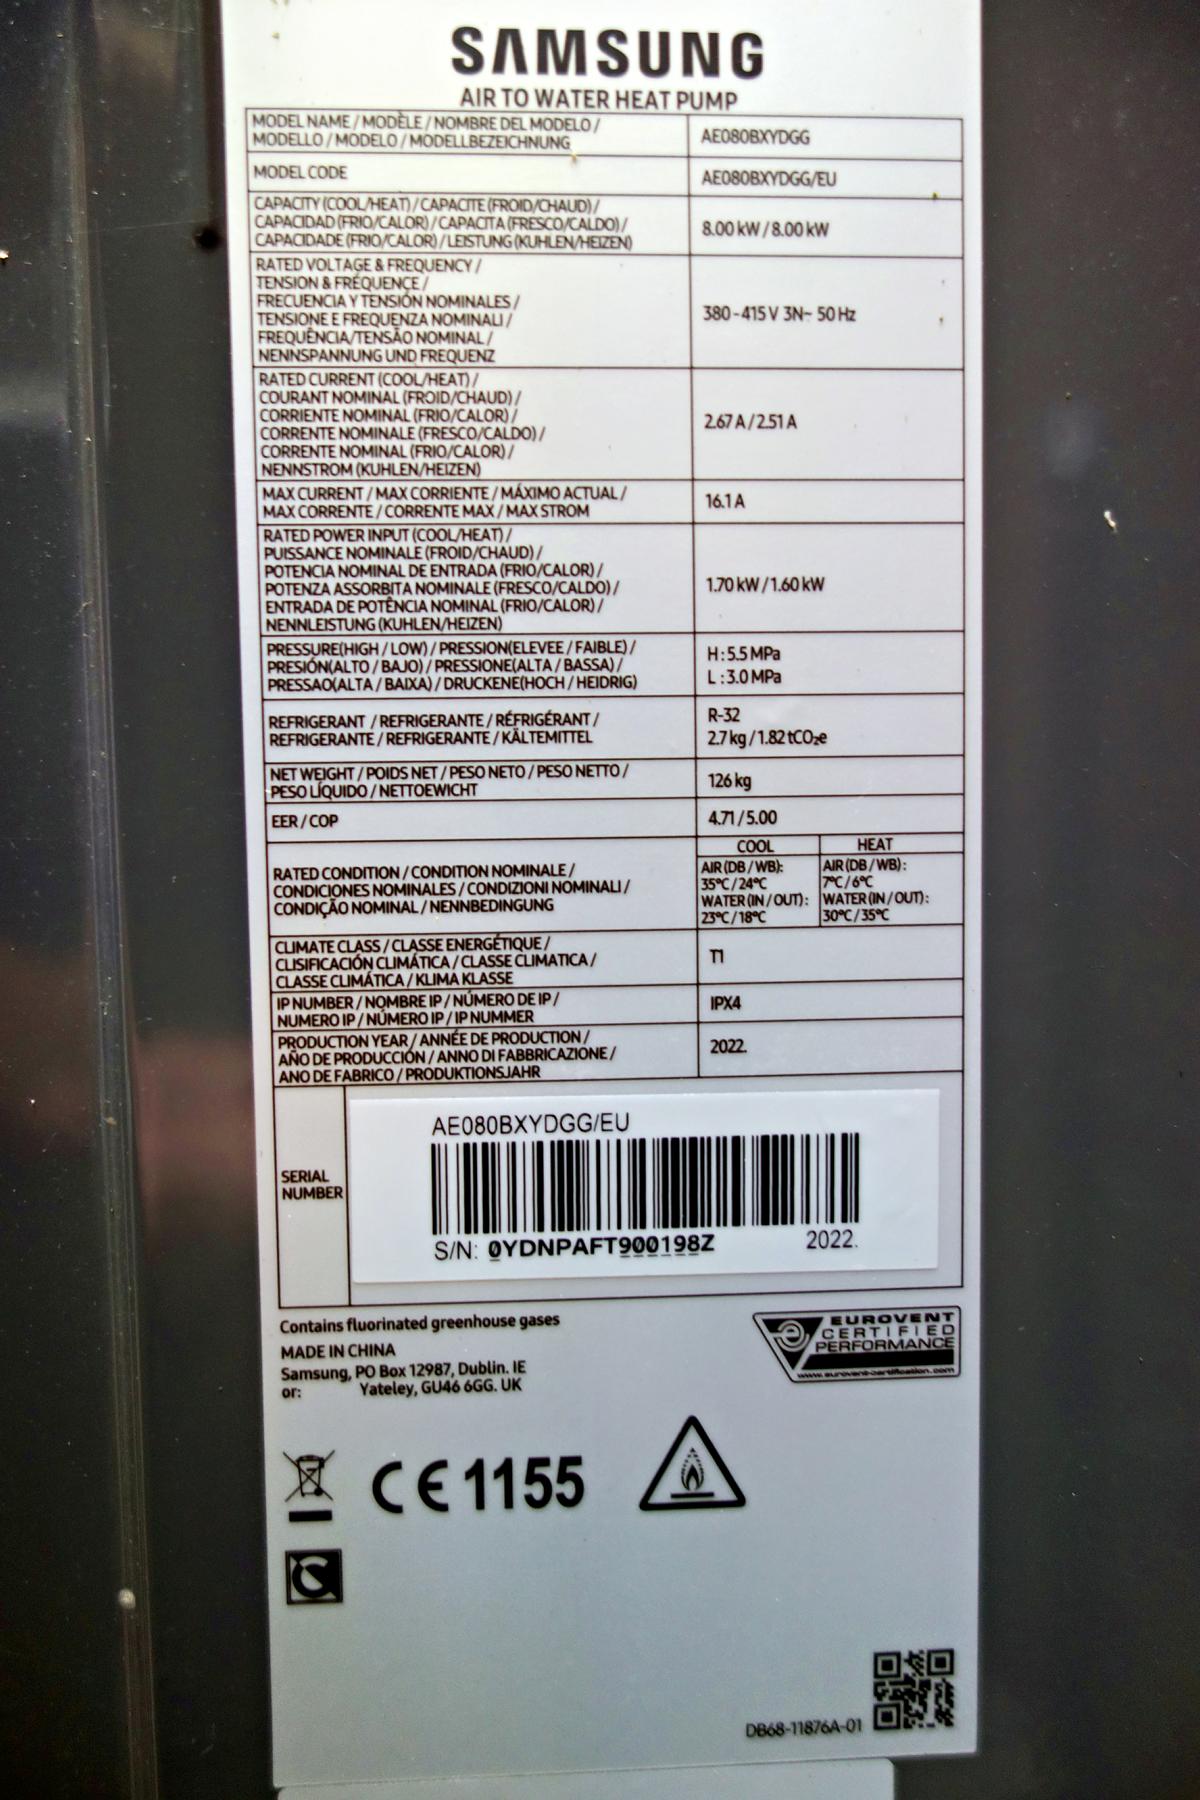 SAMSUNG
AIR TO WATER HEAT PUMP
MODEL NAME / MODÈLE / NOMBRE DEL MODELO /
MODELLO / MODELO / MODELLBEZEICHNUNG
AE080BXYDGG
MODEL CODE
AE080BXYDGG/EU
CAPACITY (COOL/HEAT) / CAPACITE (FROID/CHAUD) /
CAPACIDAD (FRIO/CALOR) / CAPACITA (FRESCO/CALDO) /
CAPACIDADE (FRIO/CALOR) / LEISTUNG (KUHLEN/HEIZEN)
8.00 kW / 8.00 kW
RATED VOLTAGE & FREQUENCY /
TENSION & FRÉQUENCE /
FRECUENCIA Y TENSIÓN NOMINALES /
TENSIONE E FREQUENZA NOMINALI /
FREQUÊNCIA/TENSÃO NOMINAL /
NENNSPANNUNG UND FREQUENZ
380 - 415 V 3N~ 50 Hz
RATED CURRENT (COOL/HEAT) /
COURANT NOMINAL (FROID/CHAUD) /
CORRIENTE NOMINAL (FRIO/CALOR) /
CORRENTE NOMINALE (FRESCO/CALDO) /
CORRENTE NOMINAL (FRIO/CALOR) /
NENNSTROM (KUHLEN/HEIZEN)
2.67 A / 2.51 A
MAX CURRENT / MAX CORRIENTE / MÁXIMO ACTUAL /
MAX CORRENTE / CORRENTE MAX / MAX STROM
16.1 A
RATED POWER INPUT (COOL/HEAT) /
PUISSANCE NOMINALE (FROID/CHAUD) /
POTENCIA NOMINAL DE ENTRADA (FRIO/CALOR) /
POTENZA ASSORBITA NOMINALE (FRESCO/CALDO) /
ENTRADA DE POTÊNCIA NOMINAL (FRIO/CALOR) /
NENNLEISTUNG (KUHLEN/HEIZEN)
1.70 kW / 1.60 kW
PRESSURE(HIGH / LOW) / PRESSION(ELEVEE / FAIBLE) /
PRESIÓN(ALTO / BAJO) / PRESSIONE(ALTA / BASSA) /
PRESSAO(ALTA / BAIXA) / DRUCKENE(HOCH / HEIDRIG)
H : 5.5 MPa
L : 3.0 MPa
REFRIGERANT / REFRIGERANTE / RÉFRIGÉRANT /
REFRIGERANTE / REFRIGERANTE / KÄLTEMITTEL
R-32
2.7 kg / 1.82 tCO₂e
NET WEIGHT / POIDS NET / PESO NETO / PESO NETTO /
PESO LÍQUIDO / NETTOEWICHT
126 kg
EER / COP
4.71 / 5.00
RATED CONDITION / CONDITION NOMINALE /
CONDICIONES NOMINALES / CONDIZIONI NOMINALI /
CONDIÇÃO NOMINAL / NENNBEDINGUNG
COOL
AIR (DB / WB):
35℃ / 24℃
WATER (IN / OUT) :
23℃ / 18℃
HEAT
AIR (DB / WB) :
7℃ / 6℃
WATER (IN / OUT) :
30℃ / 35℃
CLIMATE CLASS / CLASSE ENERGÉTIQUE /
CLISIFICACIÓN CLIMÁTICA / CLASSE CLIMATICA /
CLASSE CLIMÁTICA / KLIMA KLASSE
T1
IP NUMBER / NOMBRE IP / NÚMERO DE IP /
NUMERO IP / NÚMERO IP / IP NUMMER
IPX4
PRODUCTION YEAR / ANNÉE DE PRODUCTION /
AÑO DE PRODUCCIÓN / ANNO DI FABBRICAZIONE /
ANO DE FABRICO / PRODUKTIONSJAHR
2022.
SERIAL
NUMBER
AE080BXYDGG/EU
S/N: 0YDNPAFT900198Z 2022.
Contains fluorinated greenhouse gases
MADE IN CHINA
Samsung, PO Box 12987, Dublin. IE
or: Yateley, GU46 6GG. UK
EUROVENT
CERTIFIED
PERFORMANCE
www.eurovent-certification.com
CE 1155
DB68-11876A-01